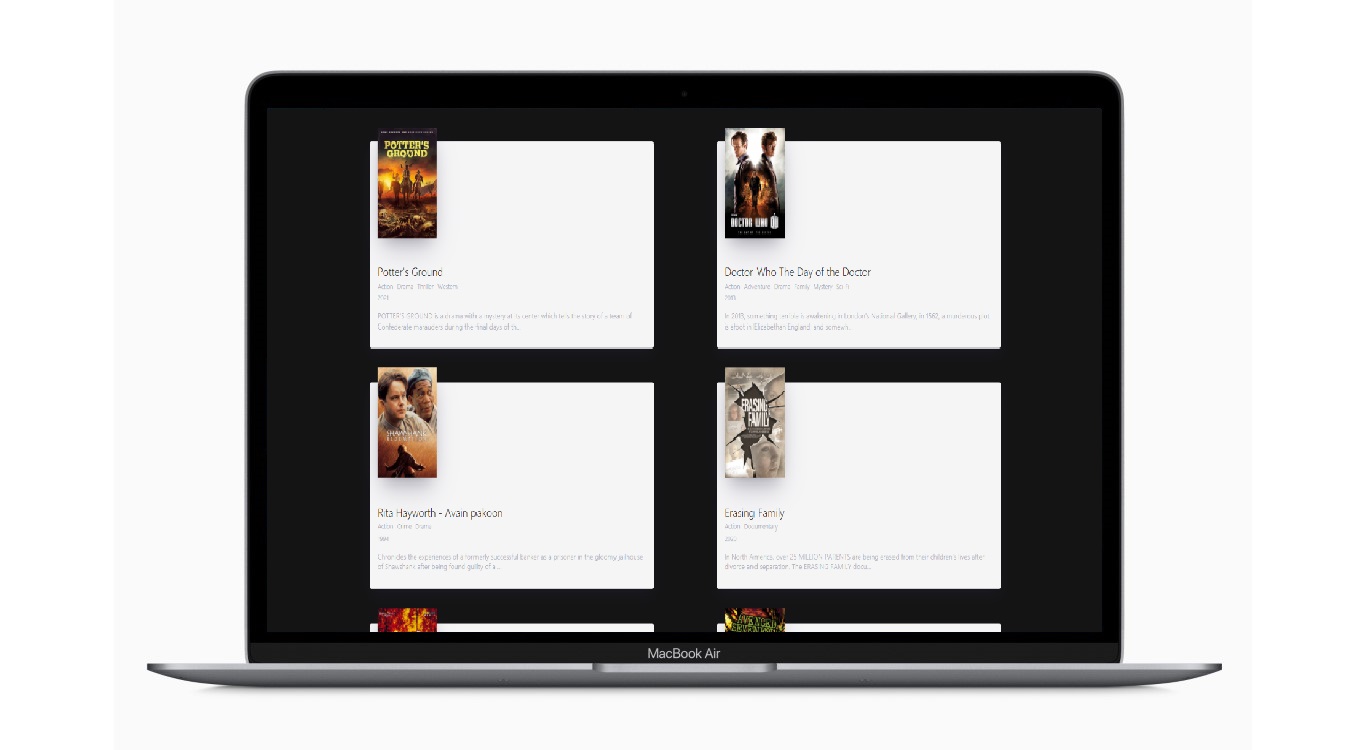 POTTER'S
GROUND
Potter's Ground
Action Drama Thriller Western
2021
POTTER'S GROUND is a drama with a mystery at its center which tells the story of a team of
Confederate marauders during the final days of th...
DOCTOR WHO
Doctor Who The Day of the Doctor
Action Adventure Drama Family Mystery Sci-Fi
2013
In 2013, something terrible is awakening in London's National Gallery; in 1562, a murderous plot
is afoot in Elizabethan England; and somewh...
SHAWSHANK
REDEMPTION
Rita Hayworth - Avain pakoon
Action Crime Drama
1994
Chronicles the experiences of a formerly successful banker as a prisoner in the gloomy jailhouse
of Shawshank after being found guilty of a...
ERASING
FAMILY
Erasing Family
Action Documentary
2020
In North America, over 25 MILLION PARENTS are being erased from their children's lives after
divorce and separation. The ERASING FAMILY docu...
MacBook Air